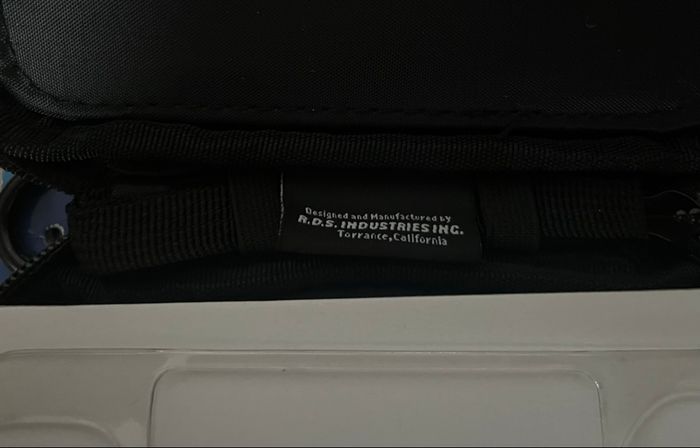 Designed and Manufactured by
R.D.S. INDUSTRIES INC.
Torrance, California